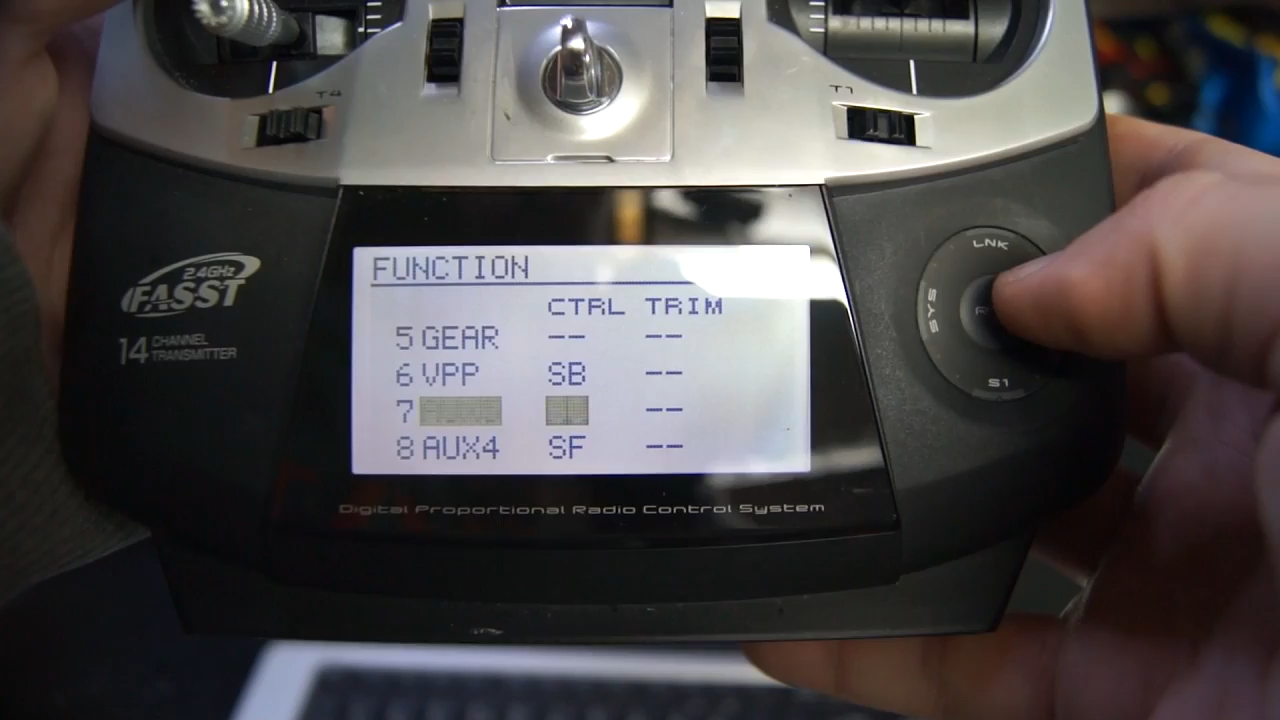 T4
T1
2.4GHz
FASST
14 CHANNEL
TRANSMITTER
FUNCTION
CTRL TRIM
5 GEAR -- --
6 VPP SB --
7 --
8 AUX4 SF --
LNK
SYS
S1
Digital Proportional Radio Control System